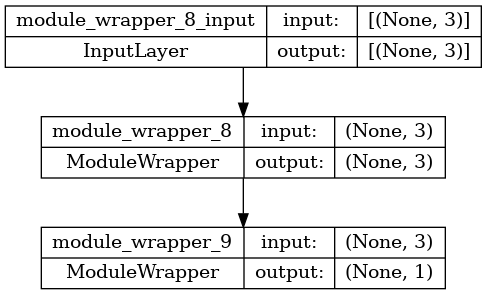 module_wrapper_8_input input: [(None, 3)]
InputLayer output: [(None, 3)]
module_wrapper_8 input: (None, 3)
ModuleWrapper output: (None, 3)
module_wrapper_9 input: (None, 3)
ModuleWrapper output: (None, 1)